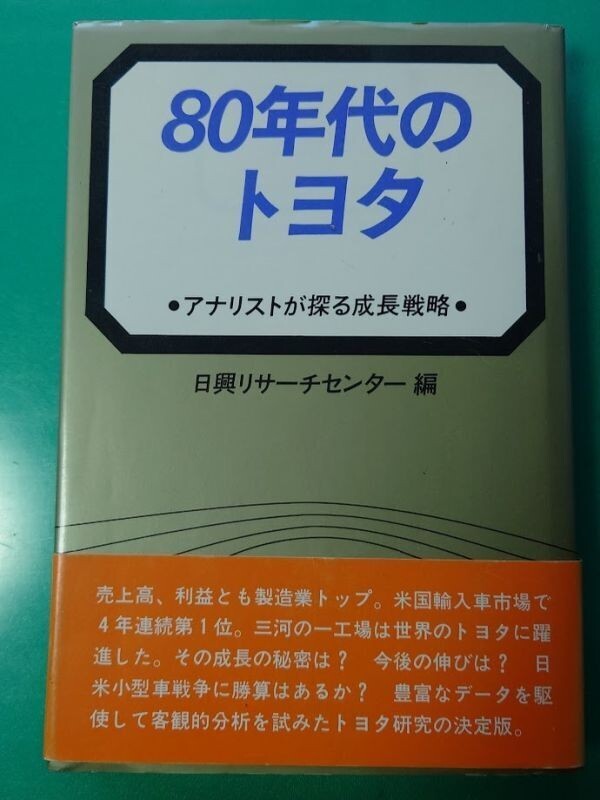 80年代の
トヨタ
•アナリストが探る成長戦略•
日興リサーチセンター 編
売上高、利益とも製造業トップ。米国輸入車市場で
4年連続第1位。三河の一工場は世界のトヨタに躍
進した。その成長の秘密は？　今後の伸びは？　日
米小型車戦争に勝算はあるか？　豊富なデータを駆
使して客観的分析を試みたトヨタ研究の決定版。